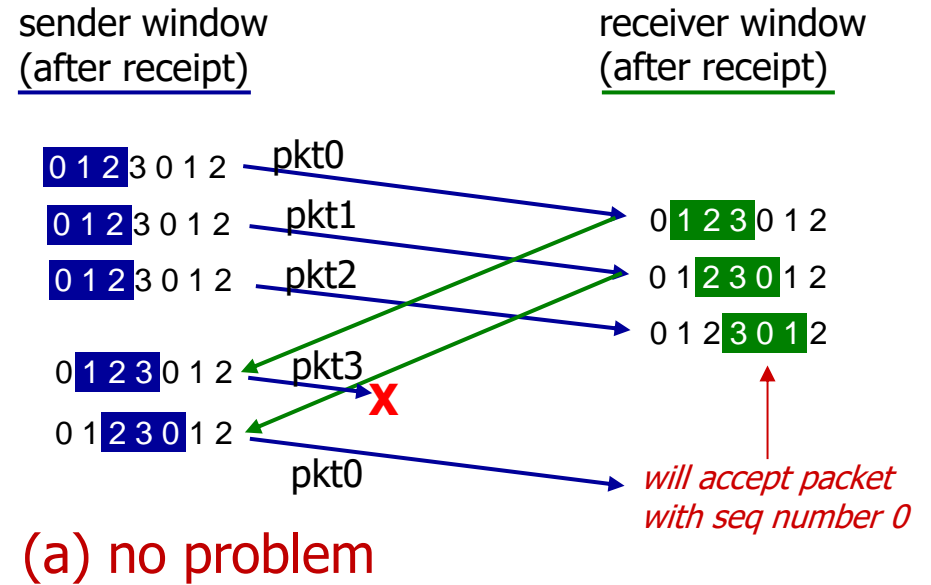 sender window
(after receipt)
receiver window
(after receipt)
0 1 2 3 0 1 2
pkt0
0 1 2 3 0 1 2
pkt1
0 1 2 3 0 1 2
0 1 2 3 0 1 2
pkt2
0 1 2 3 0 1 2
0 1 2 3 0 1 2
0 1 2 3 0 1 2
pkt3
X
0 1 2 3 0 1 2
pkt0
will accept packet
with seq number 0
(a) no problem